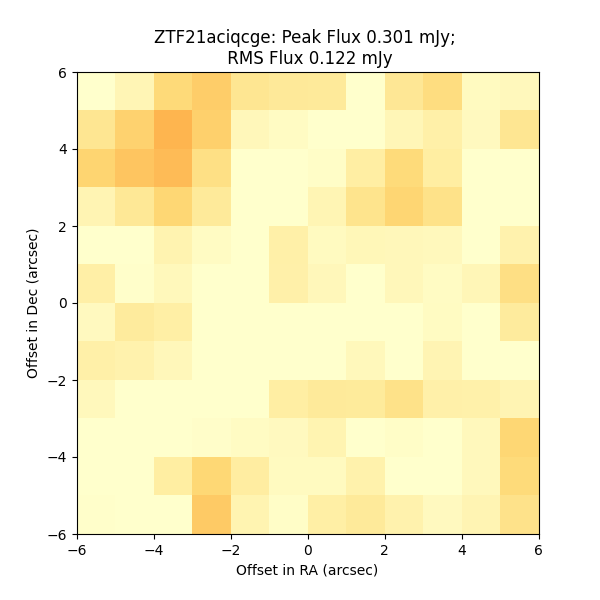 ZTF21aciqcge: Peak Flux 0.301 mJy;
RMS Flux 0.122 mJy
6
4
2
0
−2
−4
−6
Offset in Dec (arcsec)
−6 −4 −2 0 2 4 6
Offset in RA (arcsec)